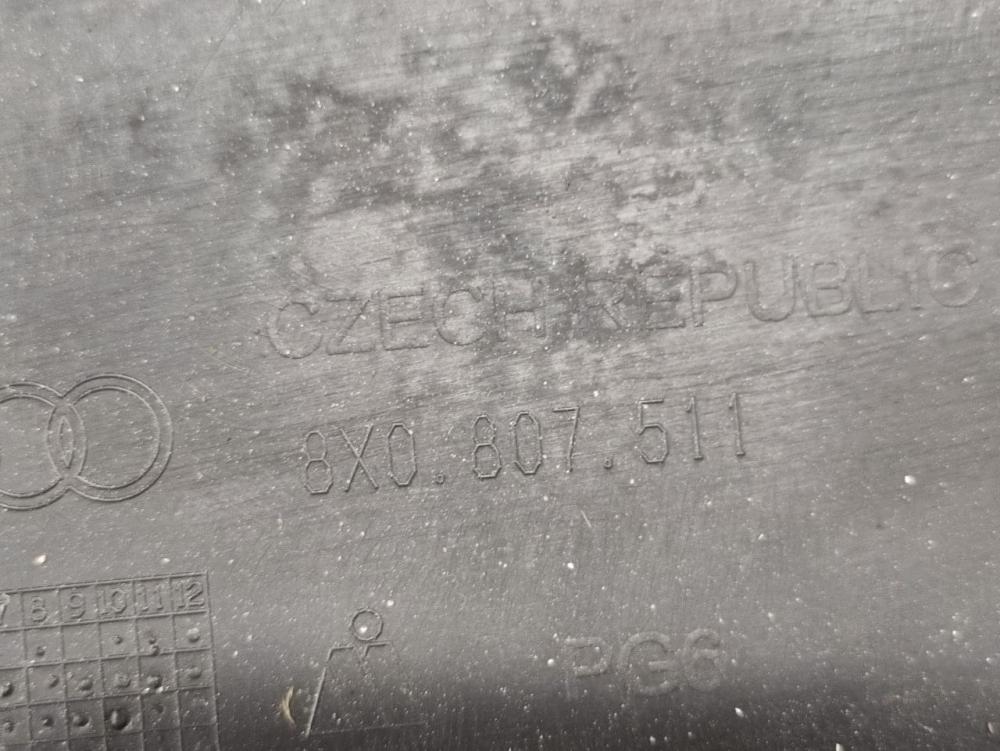 CZECH REPUBLIC
8X0.807.511
7 8 9 10 11 12
PG6